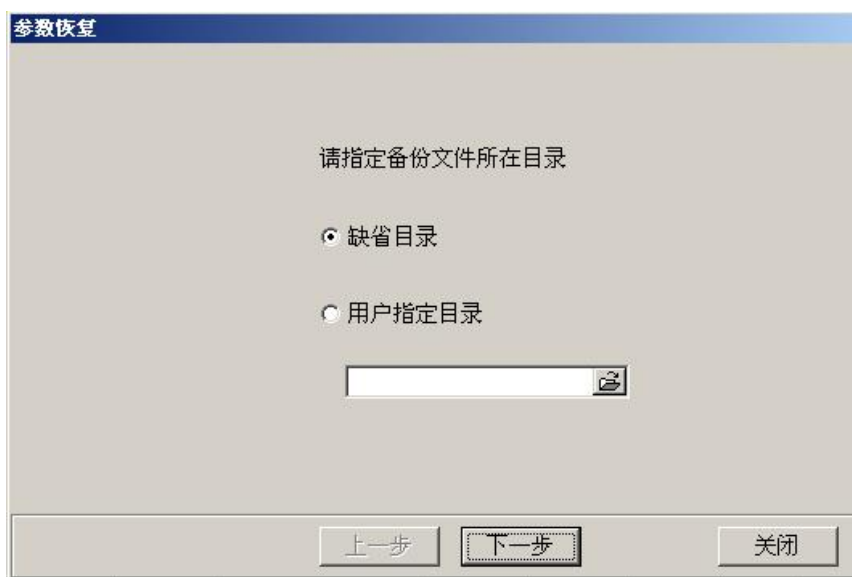 参数恢复
请指定备份文件所在目录
缺省目录
用户指定目录
上一步 下一步 关闭